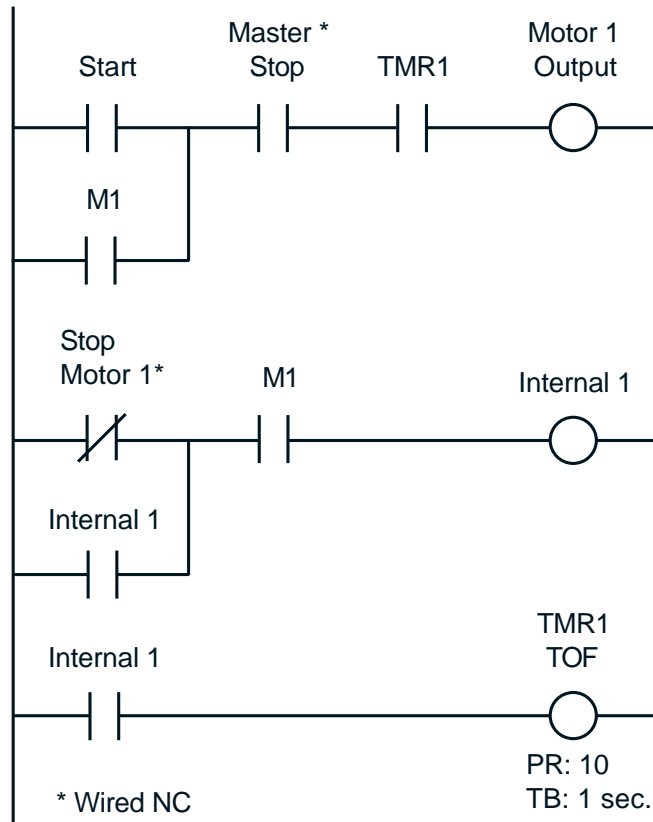 Start
Master *
Stop
TMR1
Motor 1
Output
M1
Stop
Motor 1*
M1
Internal 1
Internal 1
Internal 1
TMR1
TOF
PR: 10
TB: 1 sec.
* Wired NC